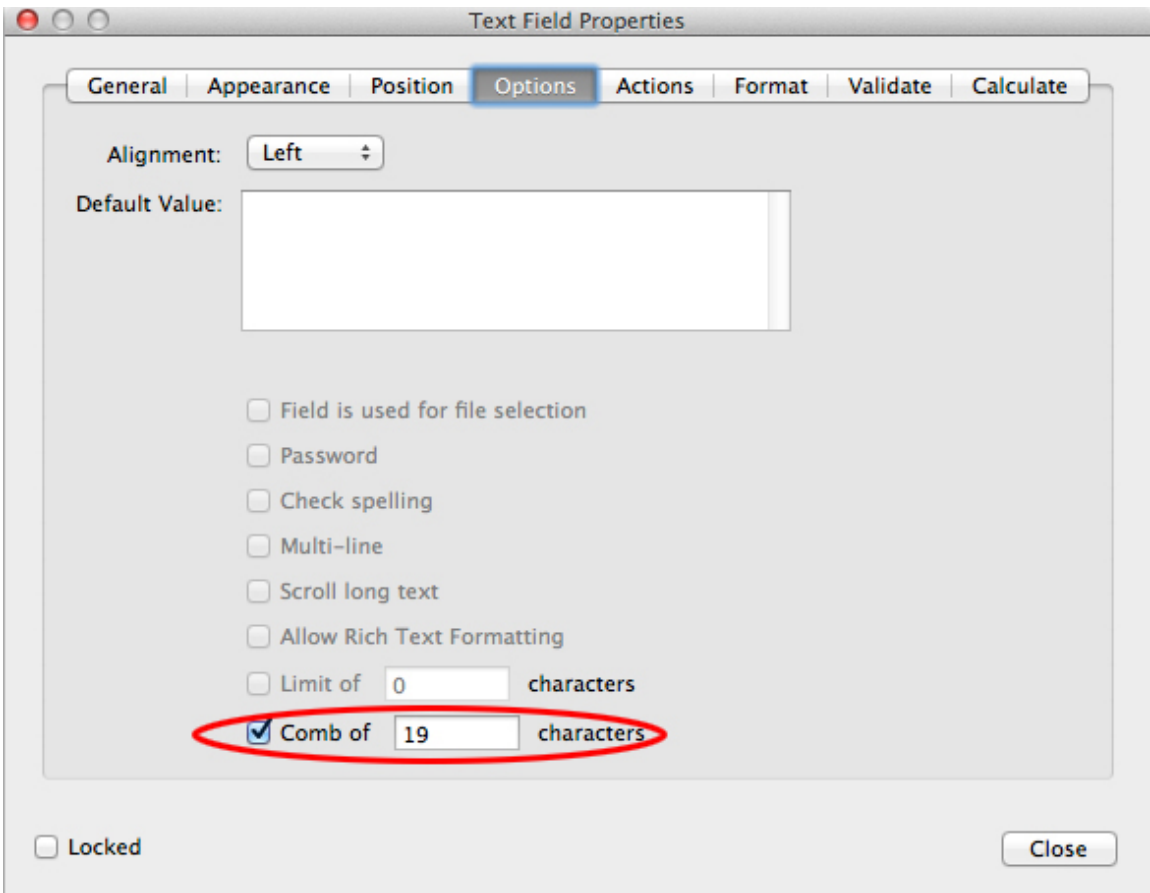 Text Field Properties
General Appearance Position Options Actions Format Validate Calculate
Alignment: Left
Default Value:
Field is used for file selection
Password
Check spelling
Multi-line
Scroll long text
Allow Rich Text Formatting
Limit of 0 characters
Comb of 19 characters
Locked Close